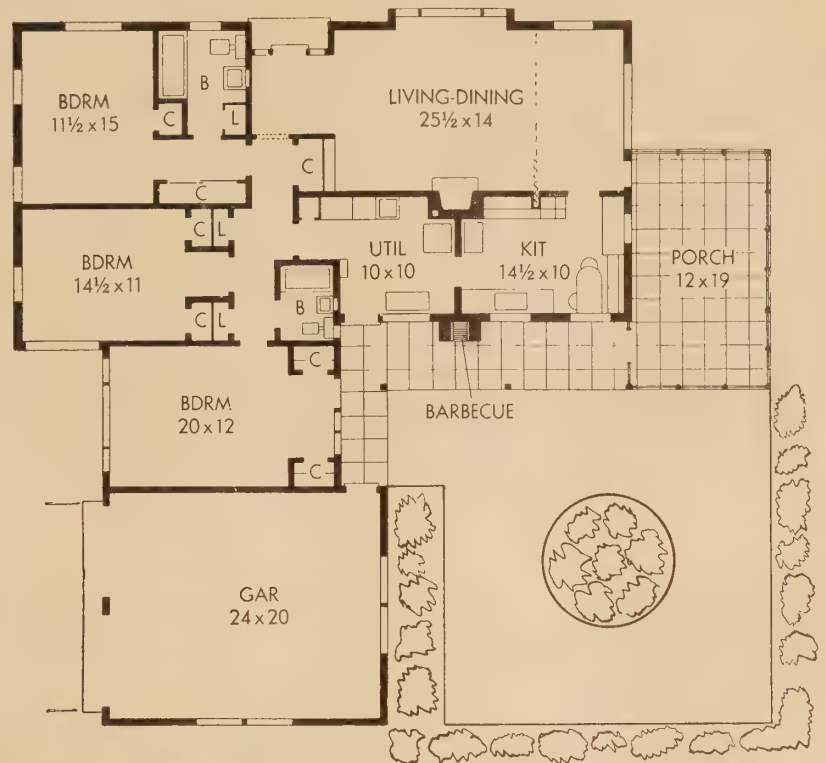 BDRM
11½ x 15
C
B
L
LIVING-DINING
25½ x 14
C
C
C
L
BDRM
14½ x 11
C
L
UTIL
10 x 10
KIT
14½ x 10
PORCH
12 x 19
B
C
BDRM
20 x 12
C
BARBECUE
GAR
24 x 20